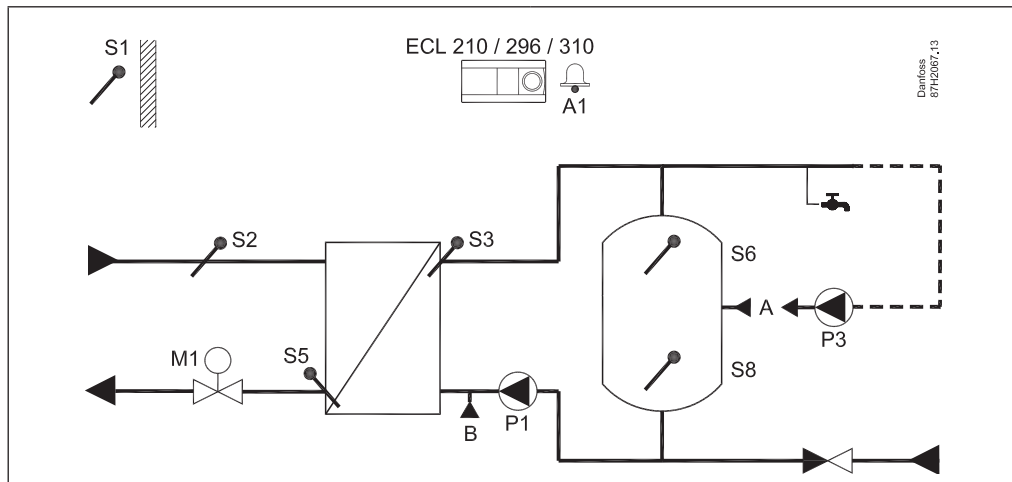 S1
ECL 210 / 296 / 310
A1
Danfoss
87H2067.13
S2
S3
S6
A
P3
M1
S5
S8
B
P1